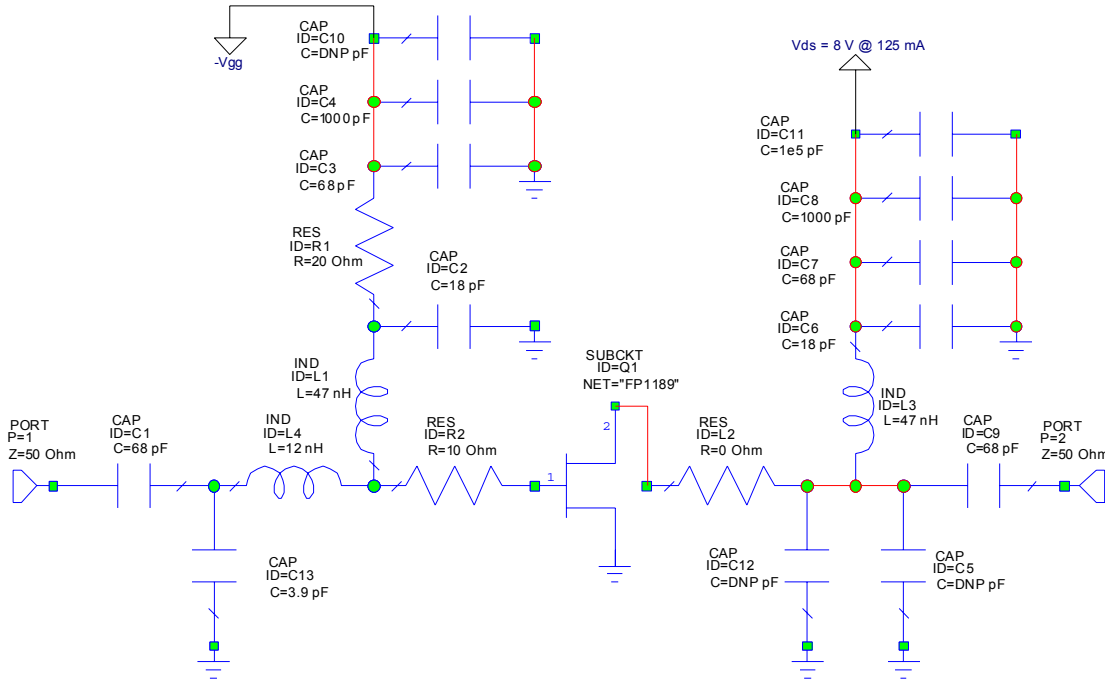 CAP
ID=C10
C=DNP pF
-Vgg
CAP
ID=C4
C=1000 pF
CAP
ID=C3
C=68 pF
RES
ID=R1
R=20 Ohm
CAP
ID=C2
C=18 pF
IND
ID=L1
L=47 nH
Vds = 8 V @ 125 mA
CAP
ID=C11
C=1e5 pF
CAP
ID=C8
C=1000 pF
CAP
ID=C7
C=68 pF
CAP
ID=C6
C=18 pF
SUBCKT
ID=Q1
NET="FP1189"
IND
ID=L3
L=47 nH
PORT
P=1
Z=50 Ohm
CAP
ID=C1
C=68 pF
IND
ID=L4
L=12 nH
RES
ID=R2
R=10 Ohm
2
1
RES
ID=L2
R=0 Ohm
CAP
ID=C9
C=68 pF
PORT
P=2
Z=50 Ohm
CAP
ID=C13
C=3.9 pF
CAP
ID=C12
C=DNP pF
CAP
ID=C5
C=DNP pF